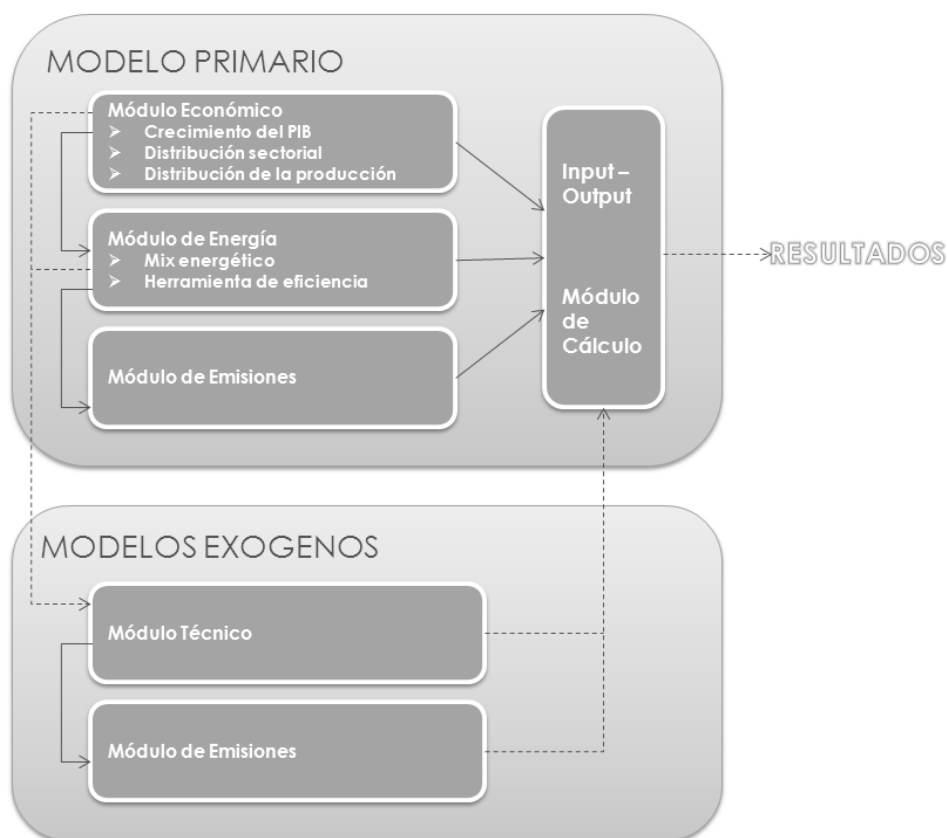 MODELO PRIMARIO
Módulo Económico
➢ Crecimiento del PIB
➢ Distribución sectorial
➢ Distribución de la producción
Módulo de Energía
➢ Mix energético
➢ Herramienta de eficiencia
Módulo de Emisiones
Input –
Output
Módulo
de
Cálculo
RESULTADOS
MODELOS EXOGENOS
Módulo Técnico
Módulo de Emisiones